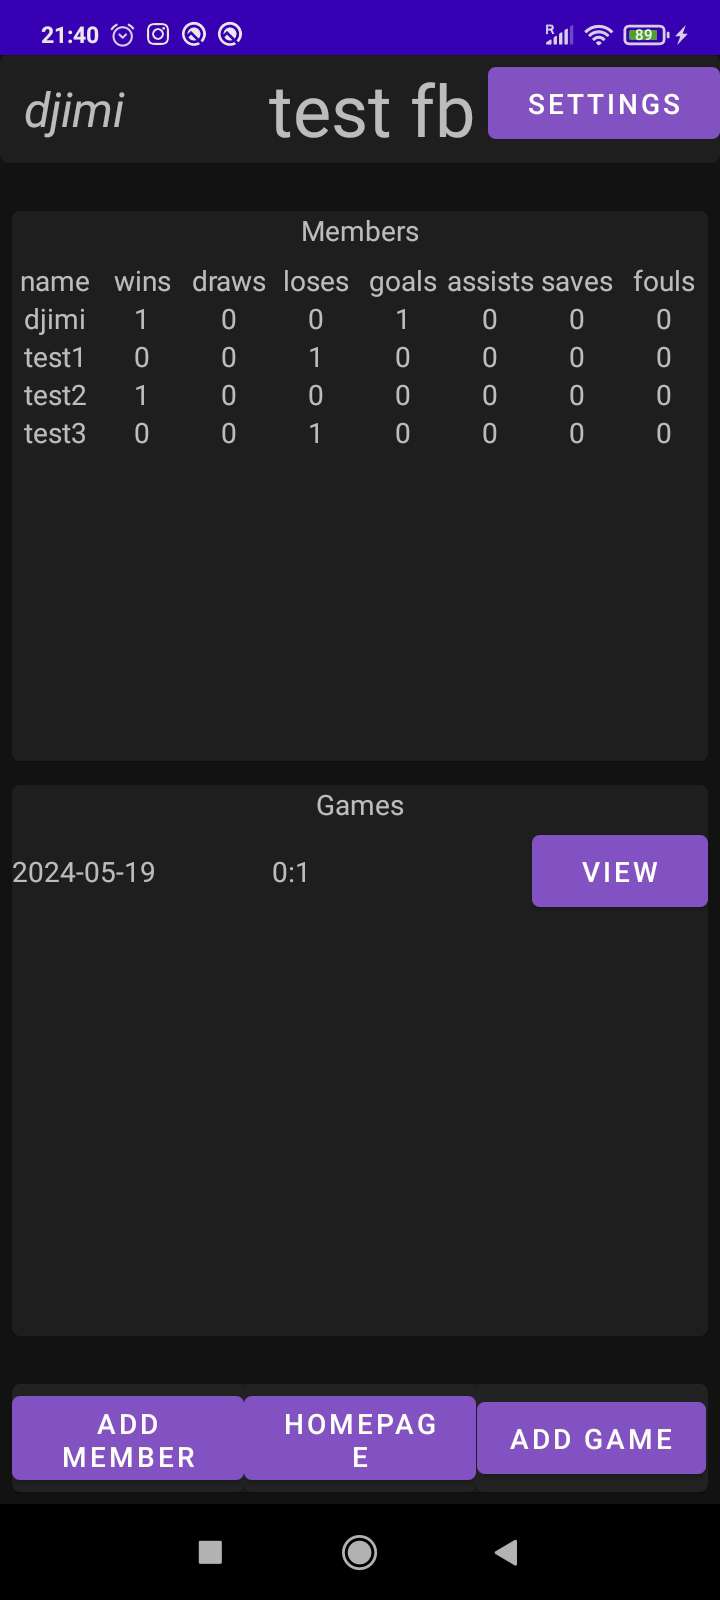 21:40 R 89
djimi test fb SETTINGS
Members
name wins draws loses goals assists saves fouls
djimi 1 0 0 1 0 0 0
test1 0 0 1 0 0 0 0
test2 1 0 0 0 0 0 0
test3 0 0 1 0 0 0 0
Games
2024-05-19 0:1 VIEW
ADD
MEMBER
HOMEPAG
E
ADD GAME